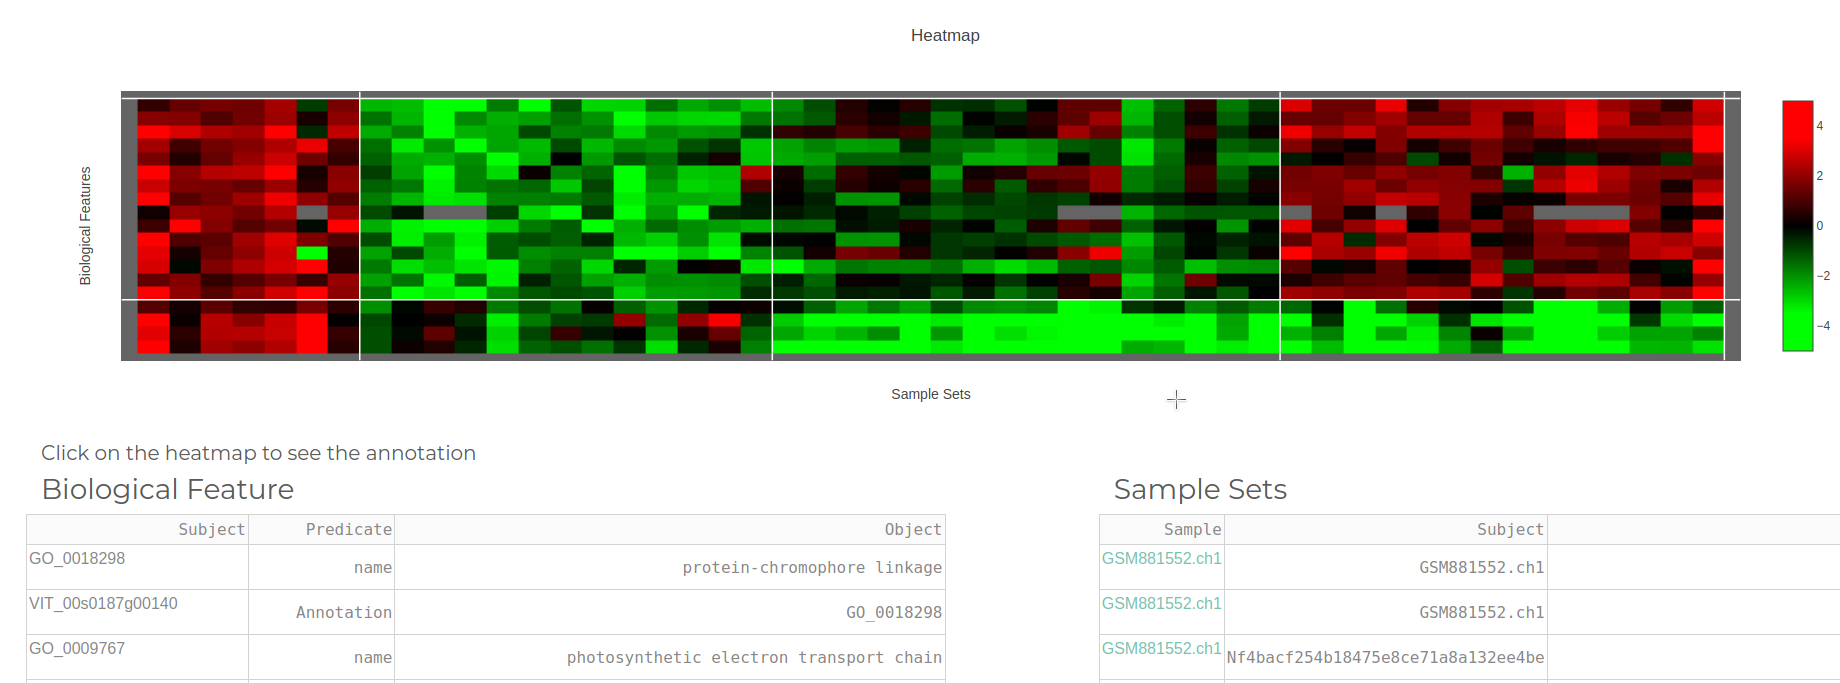 Heatmap
Biological Features
4
2
0
−2
−4
Sample Sets
Click on the heatmap to see the annotation
Biological Feature
Sample Sets
Subject Predicate Object
GO_0018298 name protein-chromophore linkage
VIT_00s0187g00140 Annotation GO_0018298
GO_0009767 name photosynthetic electron transport chain
Sample Subject
GSM881552.ch1 GSM881552.ch1
GSM881552.ch1 GSM881552.ch1
GSM881552.ch1 Nf4bacf254b18475e8ce71a8a132ee4be